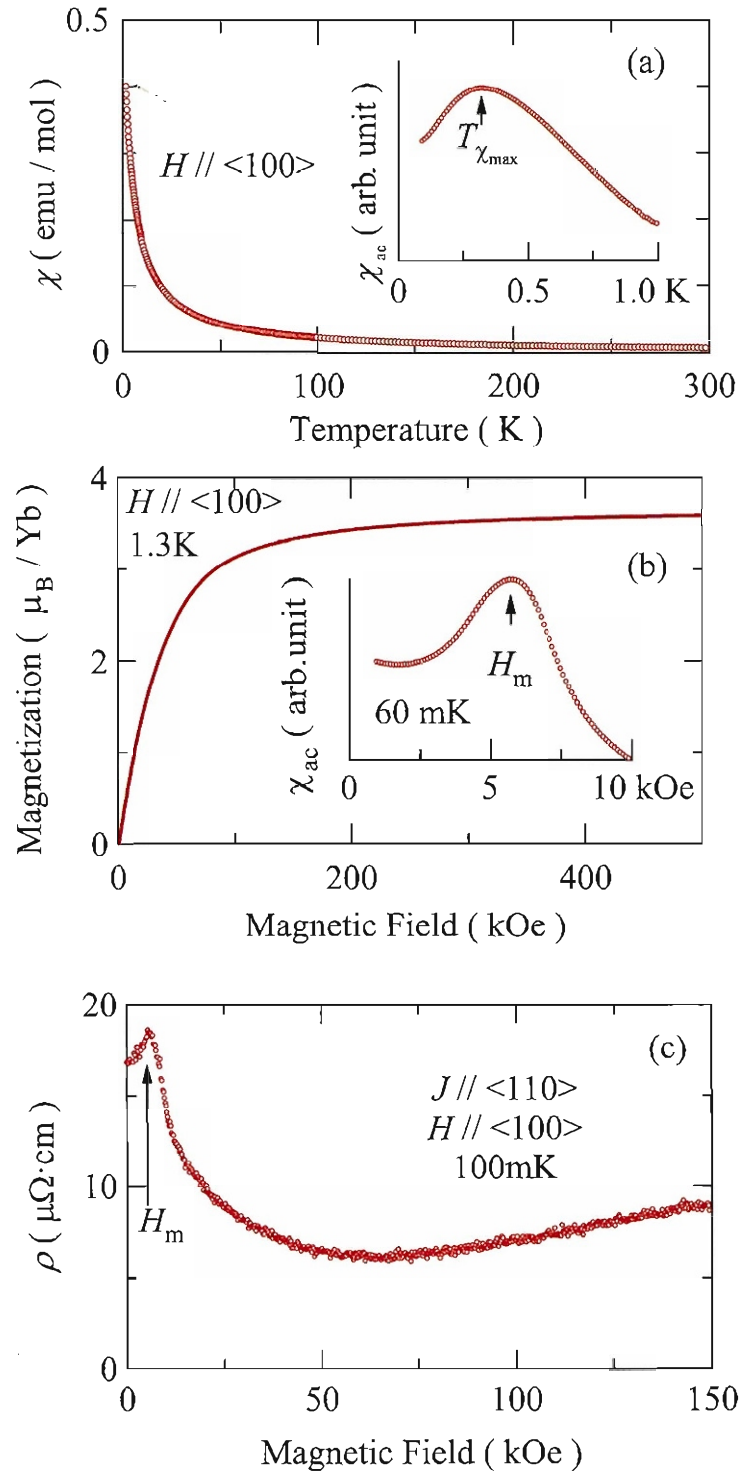 0.5
(a)
χ ( emu / mol )
H // <100>
χac ( arb. unit )
Tχmax
0
0.5
1.0 K
0
0
100
200
300
Temperature ( K )
4
H // <100>
1.3K
(b)
Magnetization ( μB / Yb )
2
χac ( arb.unit )
Hm
60 mK
0
5
10 kOe
0
0
200
400
Magnetic Field ( kOe )
20
(c)
J // <110>
H // <100>
100mK
ρ ( μΩ·cm )
10
Hm
0
0
50
100
150
Magnetic Field ( kOe )